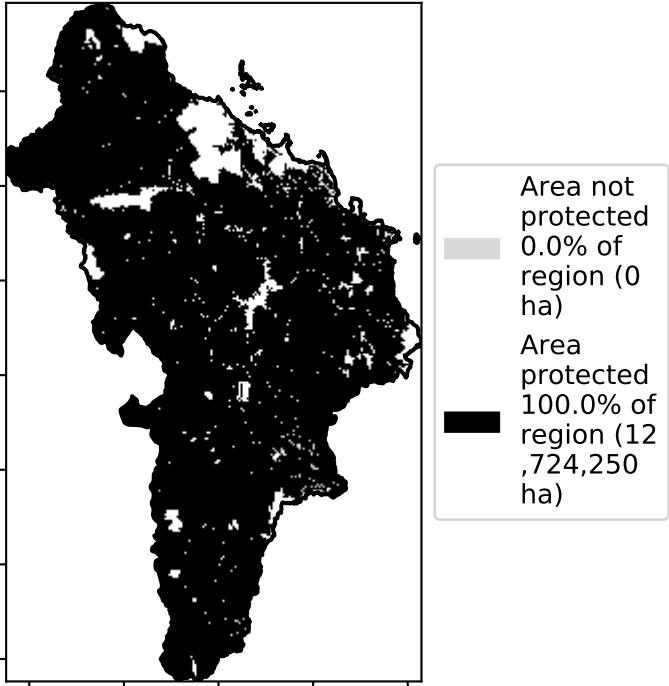 Area not
protected
0.0% of
region (0
ha)
Area
protected
100.0% of
region (12
,724,250
ha)